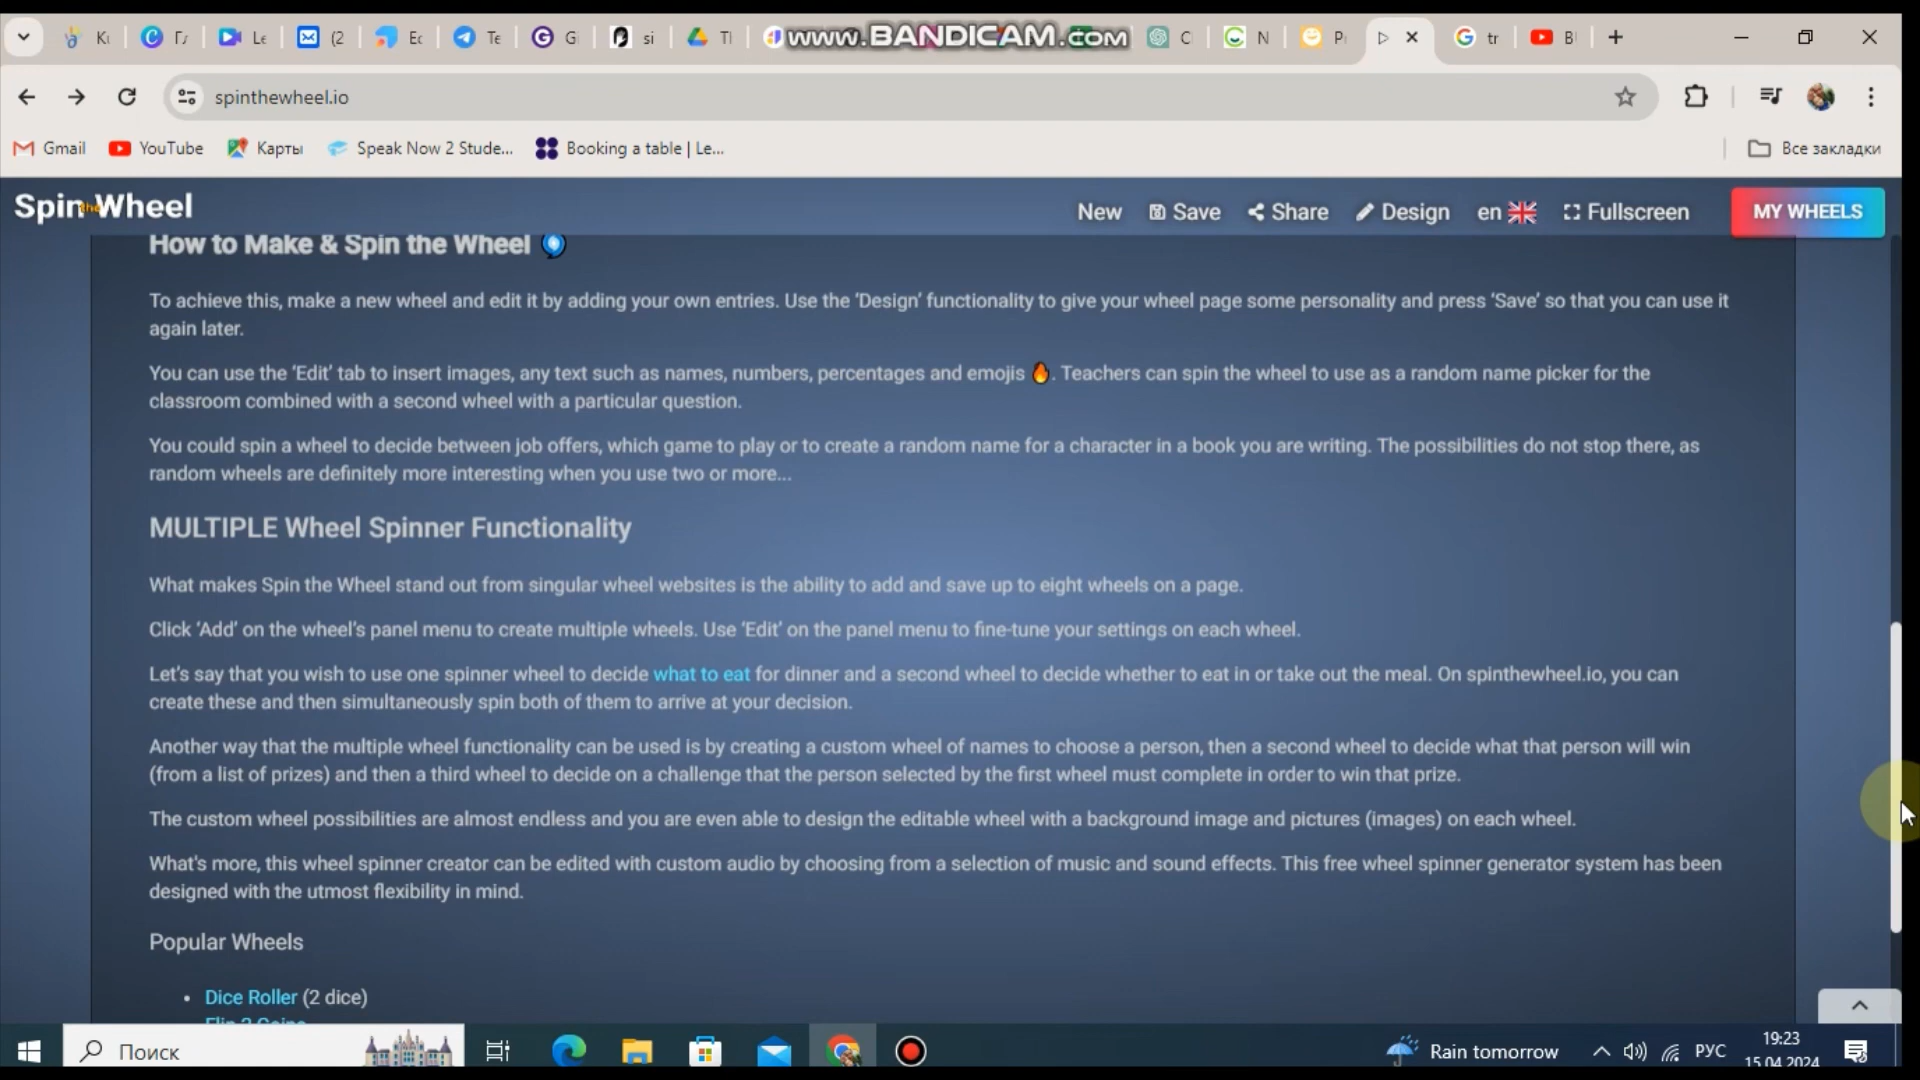 Kι
Γz
Le
(2
Ec
Te
G
si
TI
www.BANDICAM.com
C
N
P
tr
B
spinthewheel.io
Gmail
YouTube
Карты
Speak Now 2 Stude...
Booking a table | Le...
Все закладки
Spin the Wheel
New
Save
Share
Design
en
Fullscreen
MY WHEELS
How to Make & Spin the Wheel
To achieve this, make a new wheel and edit it by adding your own entries. Use the ‘Design’ functionality to give your wheel page some personality and press ‘Save’ so that you can use it
again later.
You can use the ‘Edit’ tab to insert images, any text such as names, numbers, percentages and emojis 🔥. Teachers can spin the wheel to use as a random name picker for the
classroom combined with a second wheel with a particular question.
You could spin a wheel to decide between job offers, which game to play or to create a random name for a character in a book you are writing. The possibilities do not stop there, as
random wheels are definitely more interesting when you use two or more...
MULTIPLE Wheel Spinner Functionality
What makes Spin the Wheel stand out from singular wheel websites is the ability to add and save up to eight wheels on a page.
Click ‘Add’ on the wheel’s panel menu to create multiple wheels. Use ‘Edit’ on the panel menu to fine-tune your settings on each wheel.
Let’s say that you wish to use one spinner wheel to decide what to eat for dinner and a second wheel to decide whether to eat in or take out the meal. On spinthewheel.io, you can
create these and then simultaneously spin both of them to arrive at your decision.
Another way that the multiple wheel functionality can be used is by creating a custom wheel of names to choose a person, then a second wheel to decide what that person will win
(from a list of prizes) and then a third wheel to decide on a challenge that the person selected by the first wheel must complete in order to win that prize.
The custom wheel possibilities are almost endless and you are even able to design the editable wheel with a background image and pictures (images) on each wheel.
What's more, this wheel spinner creator can be edited with custom audio by choosing from a selection of music and sound effects. This free wheel spinner generator system has been
designed with the utmost flexibility in mind.
Popular Wheels
Dice Roller (2 dice)
Flip 2 Coins
Поиск
Rain tomorrow
РУС
19:23
15.04.2024